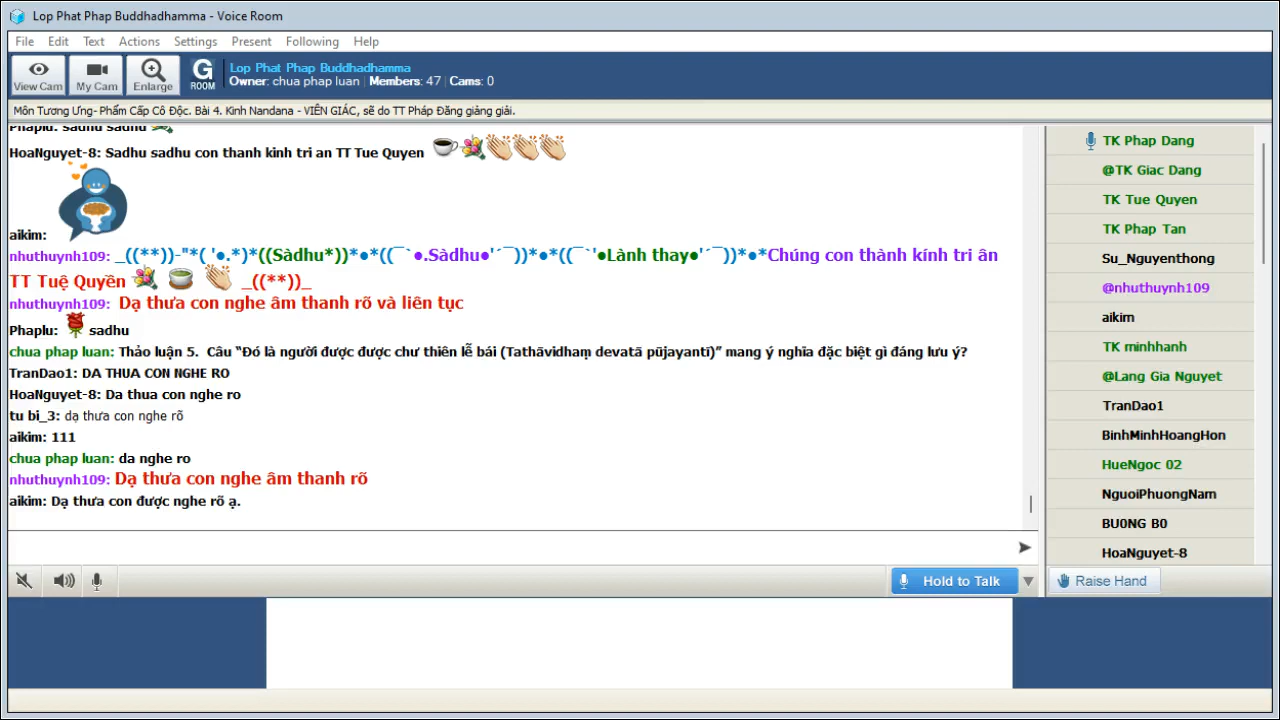 Lop Phat Phap Buddhadhamma - Voice Room
File Edit Text Actions Settings Present Following Help
View Cam My Cam Enlarge G ROOM
Lop Phat Phap Buddhadhamma
Owner: chua phap luan | Members: 47 | Cams: 0
Môn Tương Ưng- Phẩm Cấp Cô Độc. Bài 4. Kinh Nandana - VIÊN GIÁC, sẽ do TT Pháp Đăng giảng giải.
Phaplu: sadhu sadhu
HoaNguyet-8: Sadhu sadhu con thanh kinh tri an TT Tue Quyen
aikim:
nhuthuynh109: _((**))-"*( '●.*)*((Sàdhu*))*●*((¯`●.Sàdhu●'´¯))*●*((¯`'●Lành thay●'´¯))*●*Chúng con thành kính tri ân
TT Tuệ Quyền _((**))_
nhuthuynh109: Dạ thưa con nghe âm thanh rõ và liên tục
Phaplu: sadhu
chua phap luan: Thảo luận 5. Câu “Đó là người được được chư thiên lễ bái (Tathāvidhaṃ devatā pūjayantī)” mang ý nghĩa đặc biệt gì đáng lưu ý?
TranDao1: DA THUA CON NGHE RO
HoaNguyet-8: Da thua con nghe ro
tu bi_3: dạ thưa con nghe rõ
aikim: 111
chua phap luan: da nghe ro
nhuthuynh109: Dạ thưa con nghe âm thanh rõ
aikim: Dạ thưa con được nghe rõ ạ.
Hold to Talk
TK Phap Dang
@TK Giac Dang
TK Tue Quyen
TK Phap Tan
Su_Nguyenthong
@nhuthuynh109
aikim
TK minhhanh
@Lang Gia Nguyet
TranDao1
BinhMinhHoangHon
HueNgoc 02
NguoiPhuongNam
BU0NG B0
HoaNguyet-8
Raise Hand